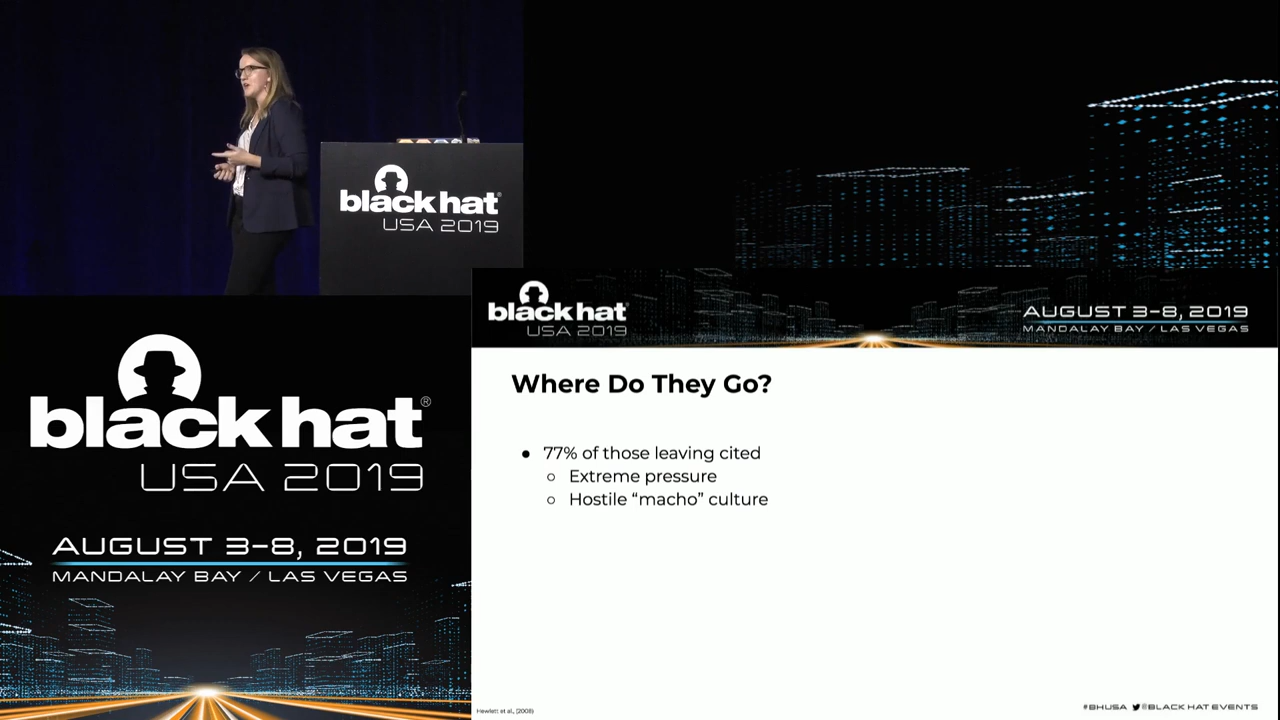 black hat®
USA 2019
black hat®
USA 2019
AUGUST 3-8, 2019
MANDALAY BAY / LAS VEGAS
black hat®
USA 2019
AUGUST 3-8, 2019
MANDALAY BAY / LAS VEGAS
Where Do They Go?
● 77% of those leaving cited
○ Extreme pressure
○ Hostile “macho” culture
Hewlett et al., (2008)
#BHUSA @BLACK HAT EVENTS